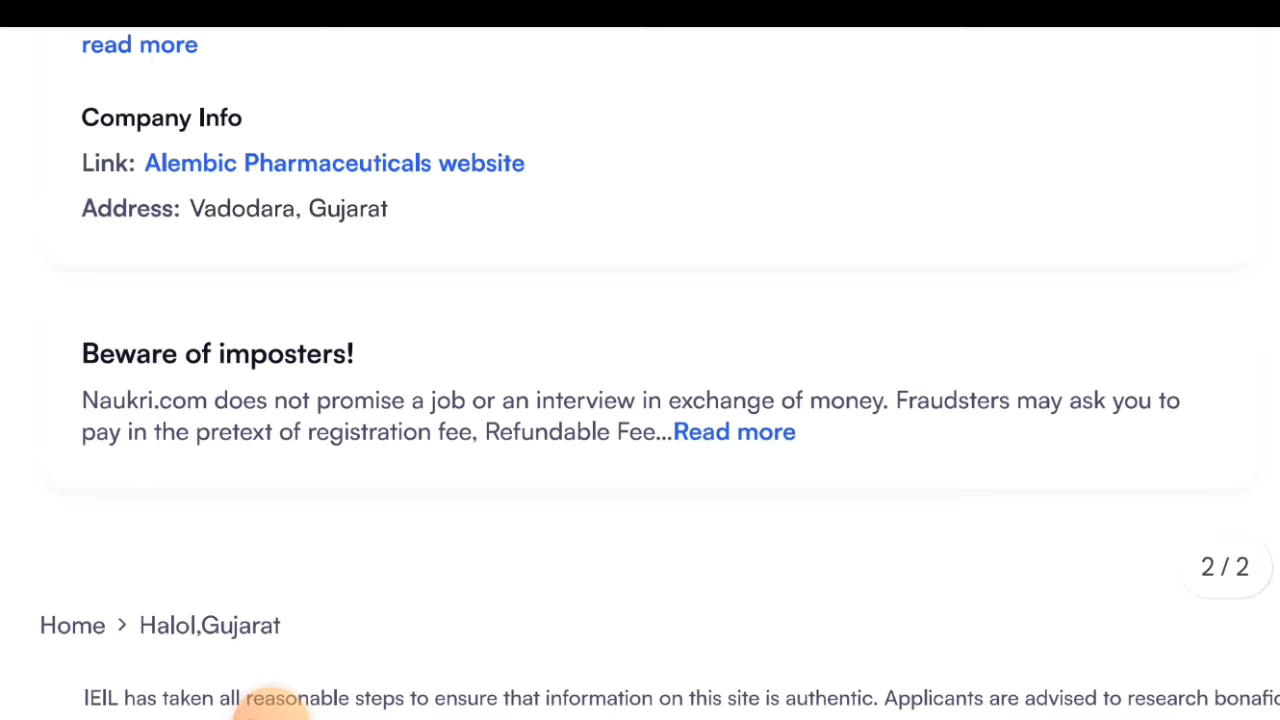 read more
Company Info
Link: Alembic Pharmaceuticals website
Address: Vadodara, Gujarat
Beware of imposters!
Naukri.com does not promise a job or an interview in exchange of money. Fraudsters may ask you to
pay in the pretext of registration fee, Refundable Fee...Read more
2 / 2
Home > Halol,Gujarat
IEIL has taken all reasonable steps to ensure that information on this site is authentic. Applicants are advised to research